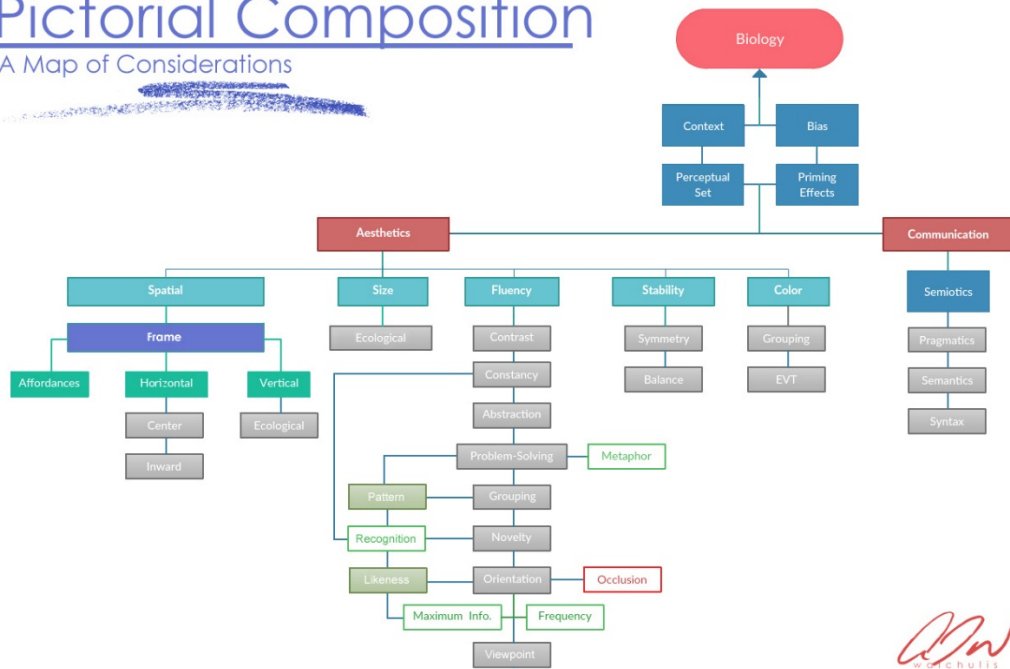 Pictorial Composition
A Map of Considerations
Biology
Context
Bias
Perceptual
Set
Priming
Effects
Aesthetics
Communication
Spatial
Size
Fluency
Stability
Color
Semiotics
Frame
Ecological
Contrast
Symmetry
Grouping
Pragmatics
Affordances
Horizontal
Vertical
Constancy
Balance
EVT
Semantics
Center
Ecological
Abstraction
Syntax
Inward
Problem-Solving
Metaphor
Pattern
Grouping
Recognition
Novelty
Likeness
Orientation
Occlusion
Maximum Info.
Frequency
Viewpoint
waichulis